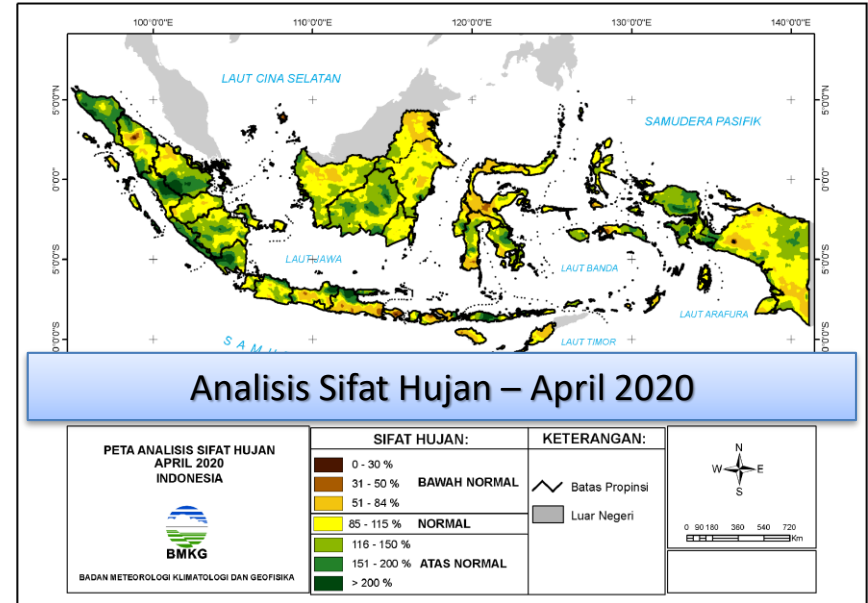 100°0'0" 110°0'0" 120°0'0" 130°0'0" 140°0'0"
LAUT CINA SELATAN
SAMUDERA PASIFIK
5°0'0"N 5°0'0"N
0°0'0" 0°0'0"
5°0'0"S 5°0'0"S
LAUT JAWA
LAUT BANDA
LAUT ARAFURA
LAUT TIMOR
Analisis Sifat Hujan – April 2020
PETA ANALISIS SIFAT HUJAN
APRIL 2020
INDONESIA
BMKG
BADAN METEOROLOGI KLIMATOLOGI DAN GEOFISIKA
SIFAT HUJAN:
0 - 30 %
31 - 50 % BAWAH NORMAL
51 - 84 %
85 - 115 % NORMAL
116 - 150 %
151 - 200 % ATAS NORMAL
> 200 %
KETERANGAN:
Batas Propinsi
Luar Negeri
N
W E
S
0 90 180 360 540 720
Km